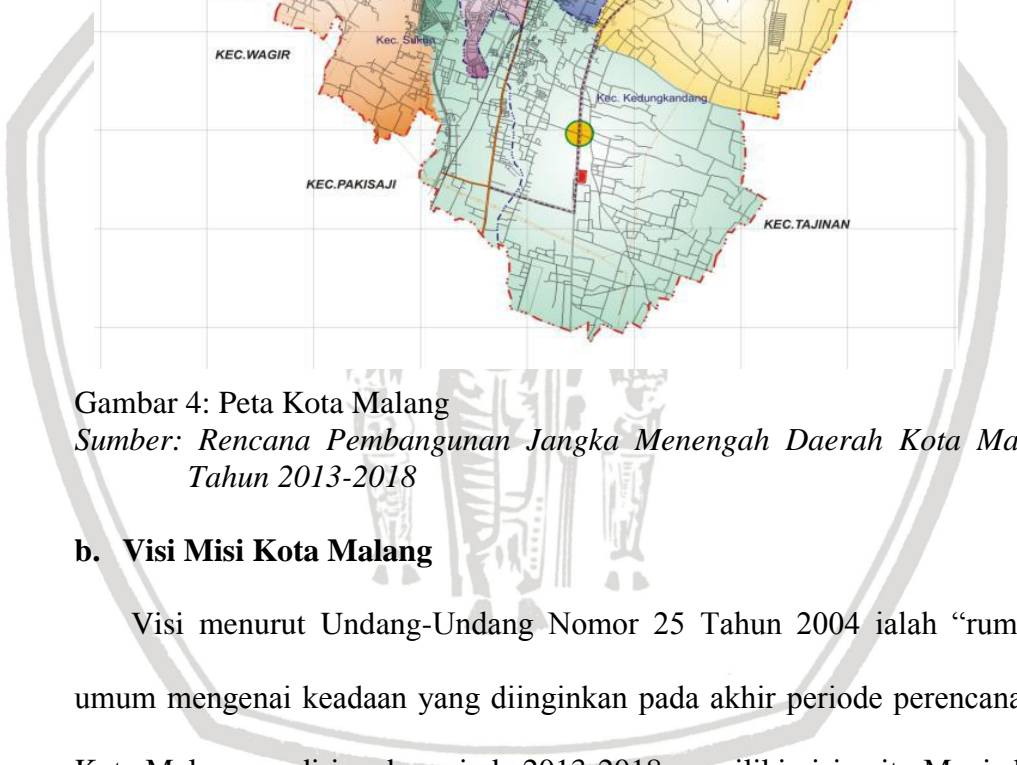 Kec. Sukun
KEC.WAGIR
Kec. Kedungkandang
KEC.PAKISAJI
KEC.TAJINAN
Gambar 4: Peta Kota Malang
Sumber: Rencana Pembangunan Jangka Menengah Daerah Kota Ma
Tahun 2013-2018
b. Visi Misi Kota Malang
Visi menurut Undang-Undang Nomor 25 Tahun 2004 ialah “rum
umum mengenai keadaan yang diinginkan pada akhir periode perencana